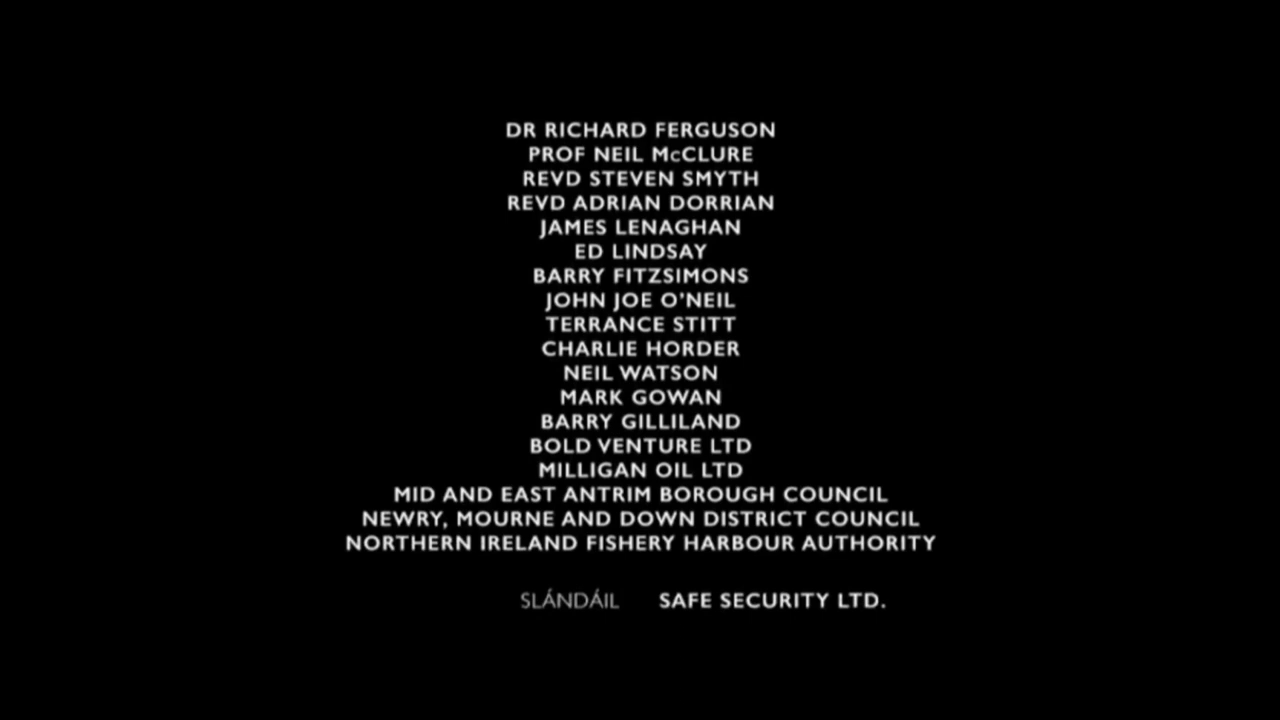 DR RICHARD FERGUSON
PROF NEIL McCLURE
REVD STEVEN SMYTH
REVD ADRIAN DORRIAN
JAMES LENAGHAN
ED LINDSAY
BARRY FITZSIMONS
JOHN JOE O'NEIL
TERRANCE STITT
CHARLIE HORDER
NEIL WATSON
MARK GOWAN
BARRY GILLILAND
BOLD VENTURE LTD
MILLIGAN OIL LTD
MID AND EAST ANTRIM BOROUGH COUNCIL
NEWRY, MOURNE AND DOWN DISTRICT COUNCIL
NORTHERN IRELAND FISHERY HARBOUR AUTHORITY
SLÁNDÁIL SAFE SECURITY LTD.